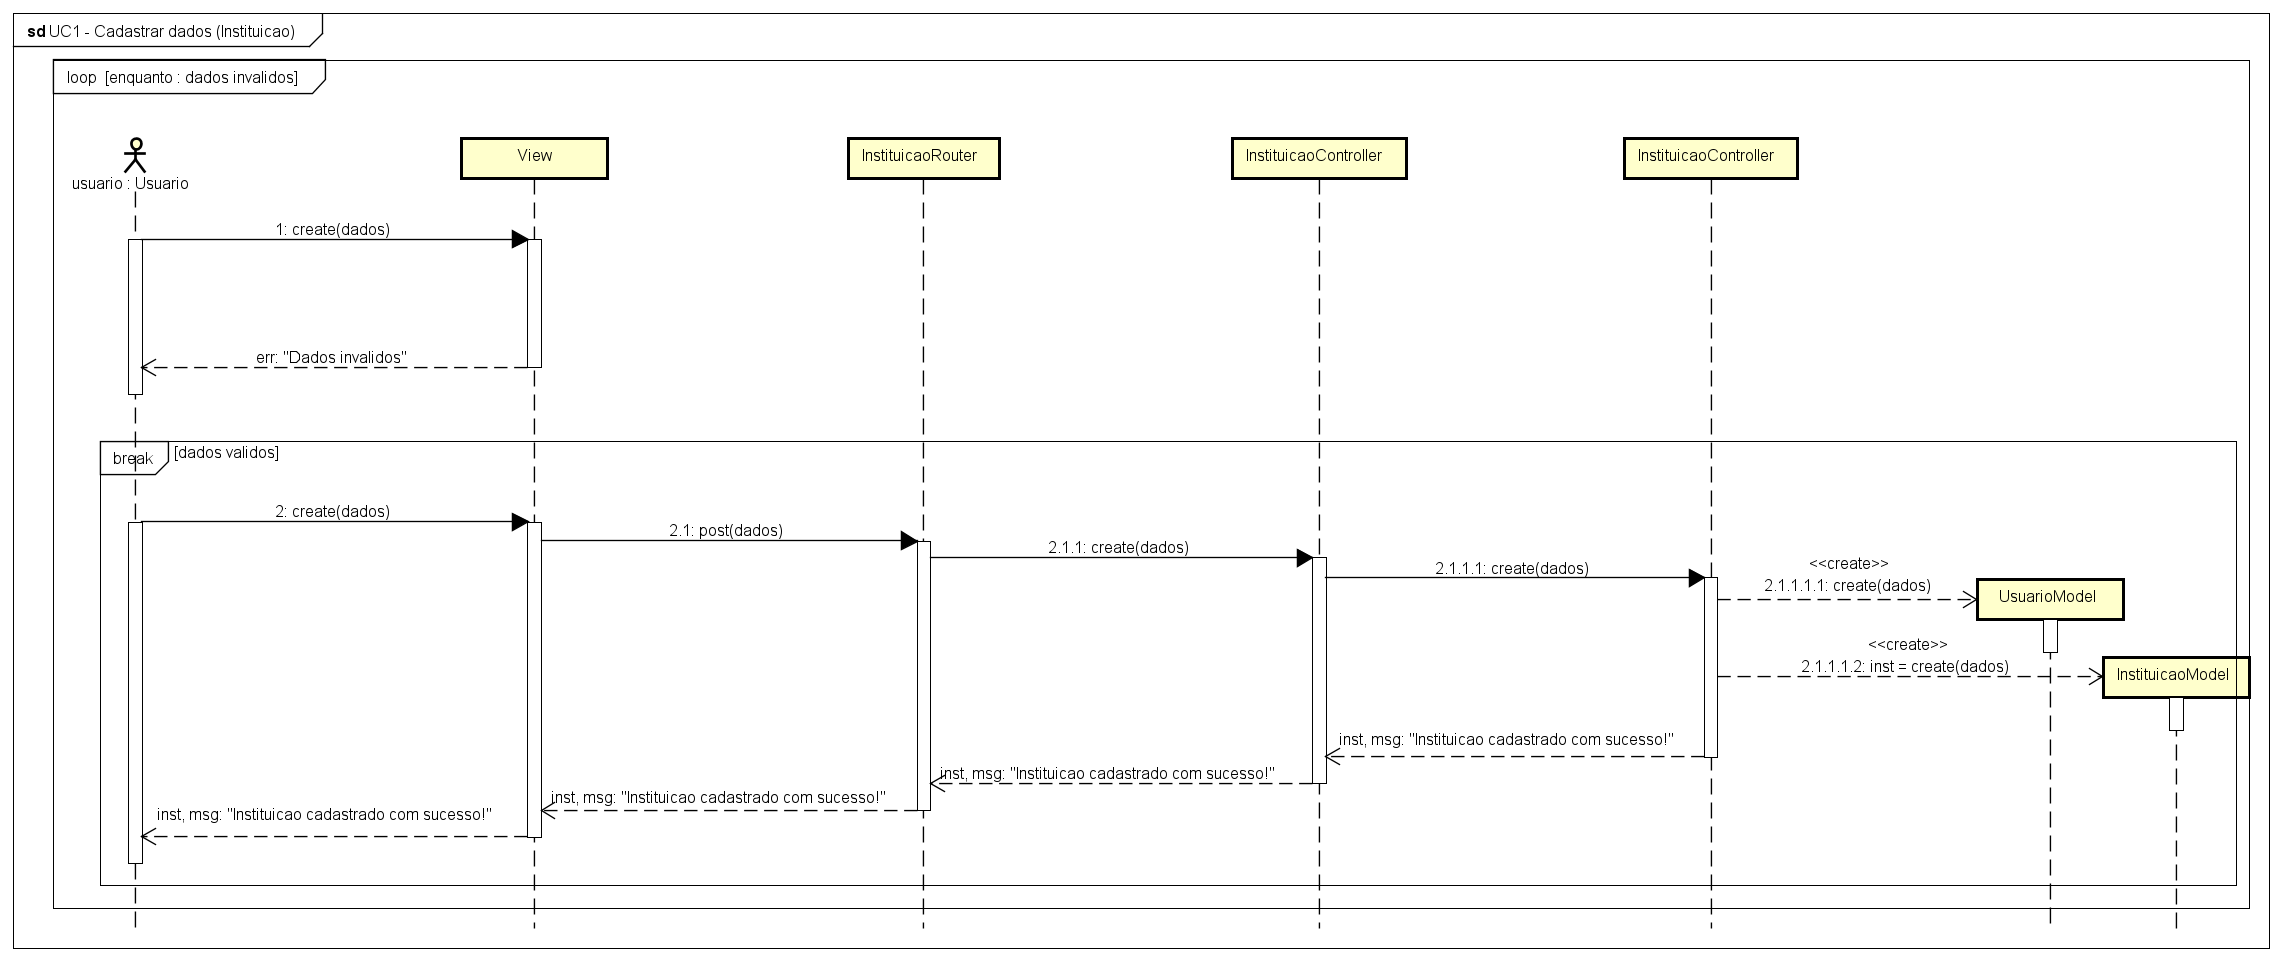 sd UC1 - Cadastrar dados (Instituicao)
loop [enquanto : dados invalidos]
usuario : Usuario
View
InstituicaoRouter
InstituicaoController
InstituicaoController
1: create(dados)
err: "Dados invalidos"
break
[dados validos]
2: create(dados)
2.1: post(dados)
2.1.1: create(dados)
2.1.1.1: create(dados)
<<create>>
2.1.1.1.1: create(dados)
UsuarioModel
<<create>>
2.1.1.1.2: inst = create(dados)
InstituicaoModel
inst, msg: "Instituicao cadastrado com sucesso!"
inst, msg: "Instituicao cadastrado com sucesso!"
inst, msg: "Instituicao cadastrado com sucesso!"
inst, msg: "Instituicao cadastrado com sucesso!"